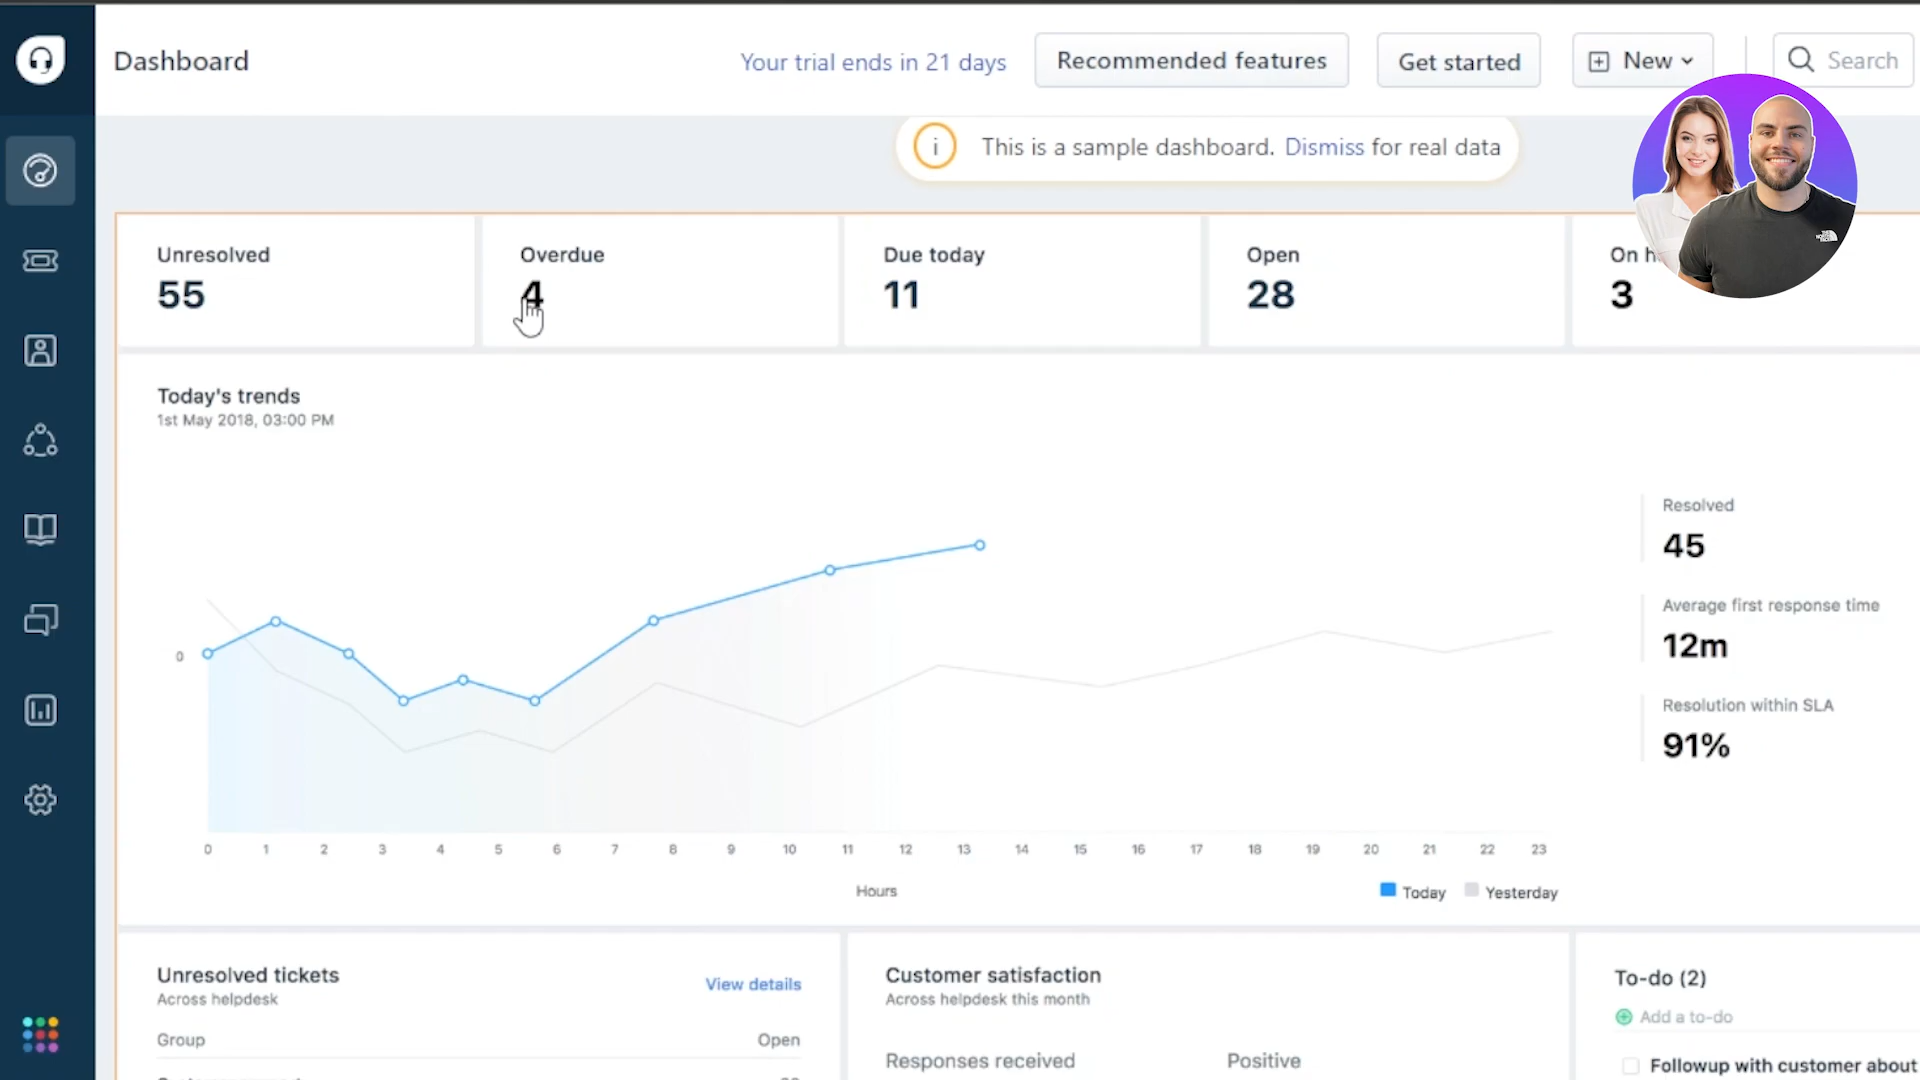 Dashboard
Your trial ends in 21 days
Recommended features
Get started
New
Search
This is a sample dashboard. Dismiss for real data
Unresolved
55
Overdue
4
Due today
11
Open
28
On
3
Today's trends
1st May 2018, 03:00 PM
Resolved
45
Average first response time
12m
Resolution within SLA
91%
0
0 1 2 3 4 5 6 7 8 9 10 11 12 13 14 15 16 17 18 19 20 21 22 23
Hours
Today Yesterday
Unresolved tickets
Across helpdesk
View details
Group Open
Customer satisfaction
Across helpdesk this month
Responses received Positive
To-do (2)
Add a to-do
Followup with customer about